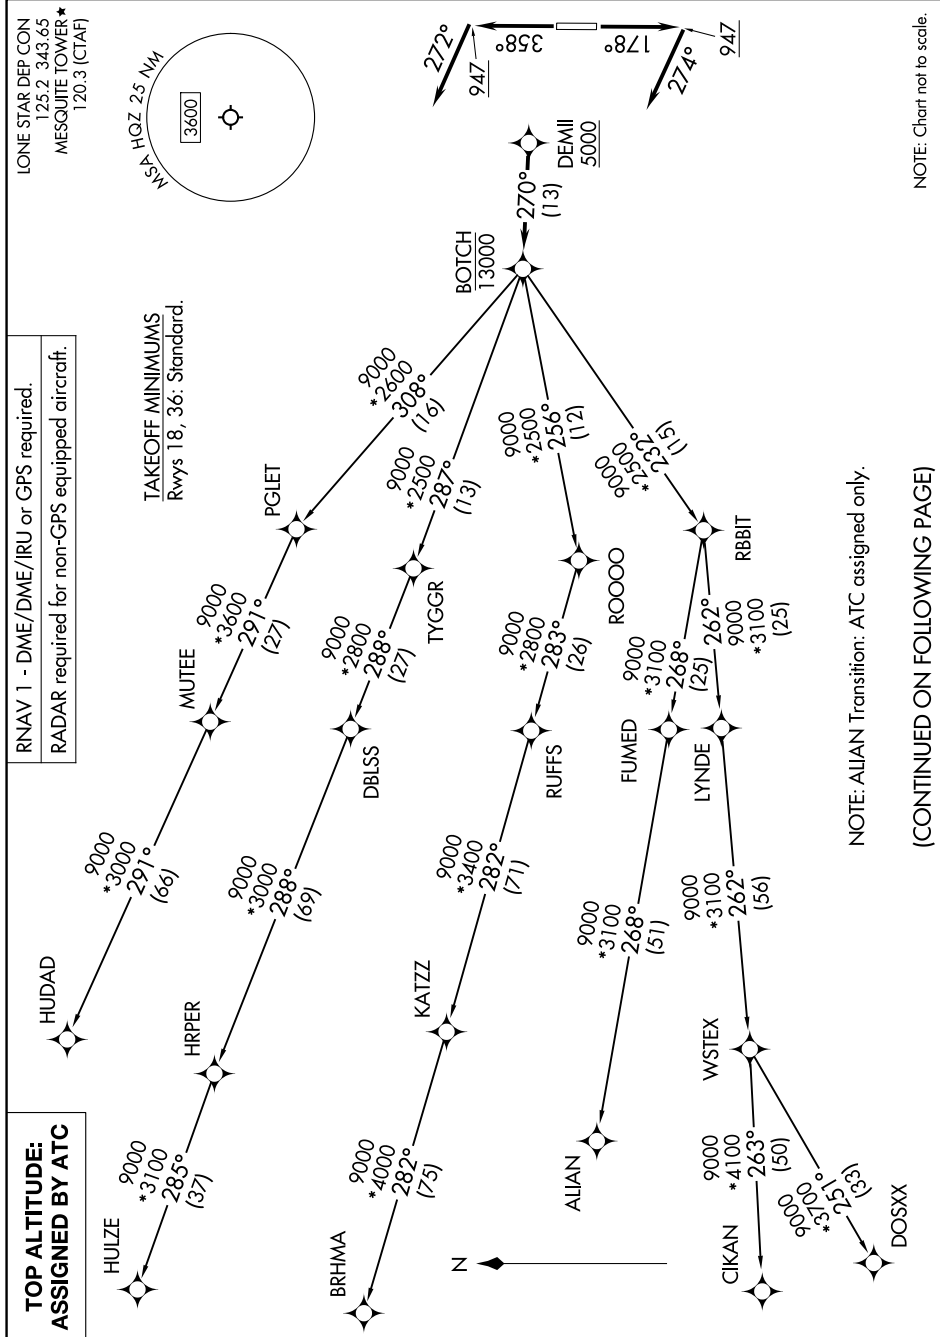 TOP ALTITUDE:
ASSIGNED BY ATC
RNAV 1 - DME/DME/IRU or GPS required.
RADAR required for non-GPS equipped aircraft.
LONE STAR DEP CON
125.2 343.65
MESQUITE TOWER★
120.3 (CTAF)
MSA HQZ 25 NM
3600
TAKEOFF MINIMUMS
Rwys 18, 36: Standard.
HUDAD
9000
*3000
291°
(66)
MUTEE
9000
*3600
291°
(27)
PGLET
9000
*2600
308°
(16)
HULZE
9000
*3100
285°
(37)
HRPER
9000
*3000
288°
(69)
DBLSS
9000
*2800
288°
(27)
TYGGR
9000
*2500
287°
(13)
BOTCH
13000
270°
(13)
DEMII
5000
272°
947
358°
178°
947
274°
BRHMA
9000
*4000
282°
(75)
KATZZ
9000
*3400
282°
(71)
RUFFS
9000
*2800
283°
(26)
ROOOO
9000
*2500
256°
(12)
ALIAN
9000
*3100
268°
(51)
FUMED
9000
*3100
268°
(25)
RBBIT
9000
*2500
232°
(15)
N
CIKAN
9000
*4100
263°
(50)
WSTEX
9000
*3100
262°
(56)
LYNDE
262°
9000
*3100
(25)
DOSXX
9000
*3700
251°
(33)
NOTE: ALIAN Transition: ATC assigned only.
(CONTINUED ON FOLLOWING PAGE)
NOTE: Chart not to scale.